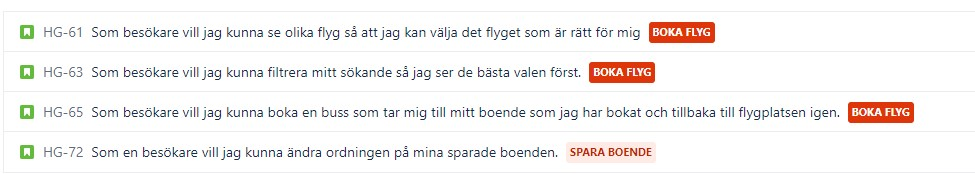 HG-61 Som besökare vill jag kunna se olika flyg så att jag kan välja det flyget som är rätt för mig BOKA FLYG
HG-63 Som besökare vill jag kunna filtrera mitt sökande så jag ser de bästa valen först. BOKA FLYG
HG-65 Som besökare vill jag kunna boka en buss som tar mig till mitt boende som jag har bokat och tillbaka till flygplatsen igen. BOKA FLYG
HG-72 Som en besökare vill jag kunna ändra ordningen på mina sparade boenden. SPARA BOENDE